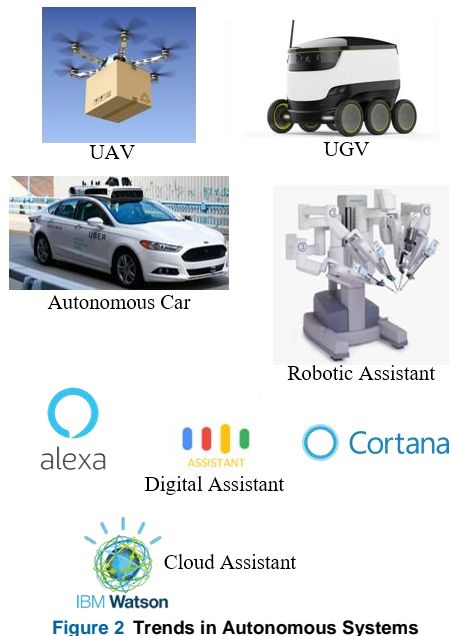 UAV
UGV
UBER
Autonomous Car
Robotic Assistant
alexa
ASSISTANT
Cortana
Digital Assistant
Cloud Assistant
IBM Watson
Figure 2 Trends in Autonomous Systems